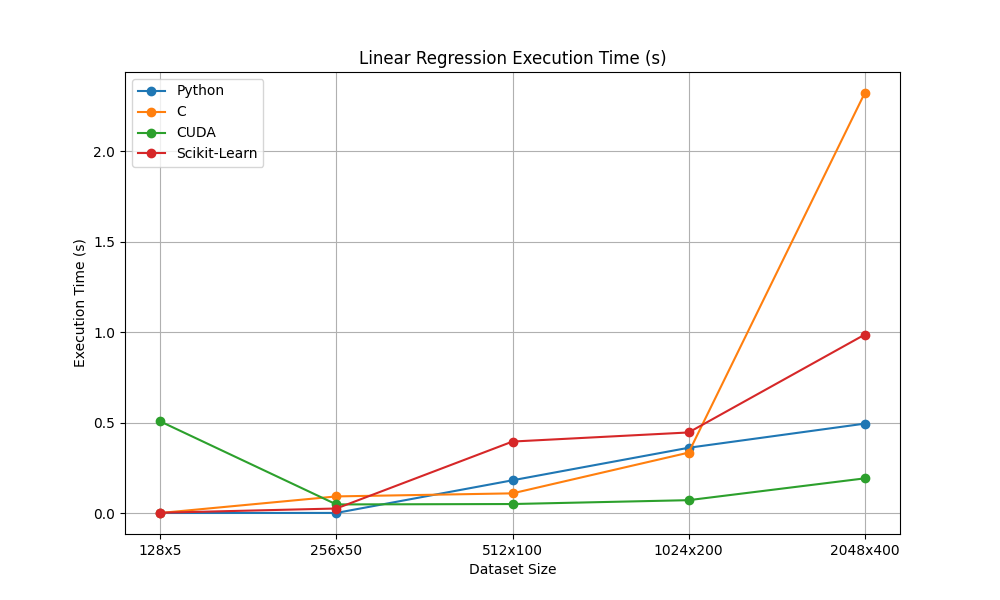 Linear Regression Execution Time (s)
Python
C
CUDA
Scikit-Learn
Execution Time (s)
2.0
1.5
1.0
0.5
0.0
128x5
256x50
512x100
1024x200
2048x400
Dataset Size